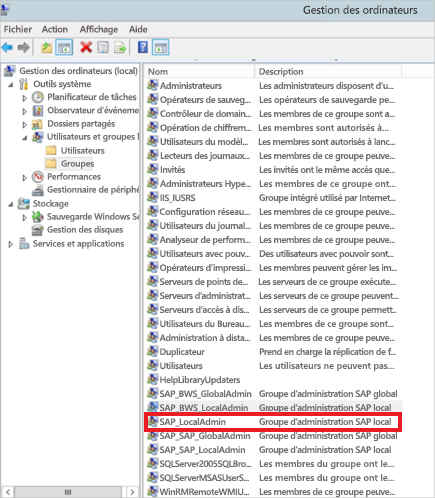 Gestion des ordinateurs
Fichier Action Affichage Aide
Gestion des ordinateurs (local)
Outils système
Planificateur de tâches
Observateur d'événeme
Dossiers partagés
Utilisateurs et groupes l
Utilisateurs
Groupes
Performances
Gestionnaire de périphé
Stockage
Sauvegarde Windows Se
Gestion des disques
Services et applications
Nom Description
Administrateurs Les administrateurs disposent d'u...
Opérateurs de sauveg... Les opérateurs de sauvegarde pe...
Contrôleur de domain... Les membres de ce groupe sont a...
Opération de chiffrem... Les membres sont autorisés à...
Utilisateurs du modèl... Les membres sont autorisés à lanc...
Lecteurs des journaux... Les membres de ce groupe peuve...
Invités Les invités ont le même accès que...
Administrateurs Hype... Les membres de ce groupe ont...
IIS_IUSRS Groupe intégré utilisé par Internet...
Configuration réseau... Les membres de ce groupe peuve...
Utilisateurs du journal... Les membres de ce groupe peuve...
Analyseur de perform... Les membres de ce groupe peuve...
Utilisateurs avec pouv... Des utilisateurs avec pouvoir sont...
Opérateurs d'impressi... Les membres peuvent gérer les im...
Serveurs de points de... Les serveurs de ce groupe exécute...
Serveurs d'administrat... Les serveurs de ce groupe peuvent...
Serveurs d'accès à dis... Les serveurs de ce groupe permett...
Utilisateurs du Bureau... Les membres de ce groupe sont...
Administration à dista... Les membres de ce groupe peuve...
Duplicateur Prend en charge la réplication de f...
Utilisateurs Les utilisateurs ne peuvent pas...
HelpLibraryUpdaters
SAP_BWS_GlobalAdmin Groupe d'administration SAP global
SAP_BWS_LocalAdmin Groupe d'administration SAP local
SAP_LocalAdmin Groupe d'administration SAP local
SAP_SAP_GlobalAdmin Groupe d'administration SAP global
SAP_SAP_LocalAdmin Groupe d'administration SAP local
SQLServer2005SQLBro... Les membres du groupe ont le...
SQLServerMSASUserS... Les membres du groupe ont le...
WinRMRemoteWMIU... Les membres de ce groupe peuve...